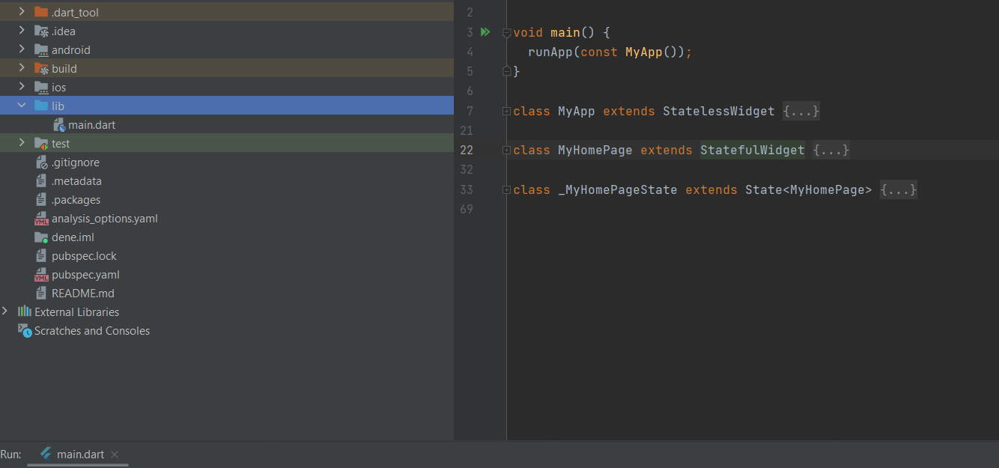 .dart_tool
.idea
android
build
ios
lib
main.dart
test
.gitignore
.metadata
.packages
analysis_options.yaml
dene.iml
pubspec.lock
YML pubspec.yaml
README.md
External Libraries
Scratches and Consoles
2
3 void main() {
4 runApp(const MyApp());
5 }
6
7 class MyApp extends StatelessWidget {...}
21
22 class MyHomePage extends StatefulWidget {...}
32
33 class _MyHomePageState extends State<MyHomePage> {...}
69
Run: main.dart